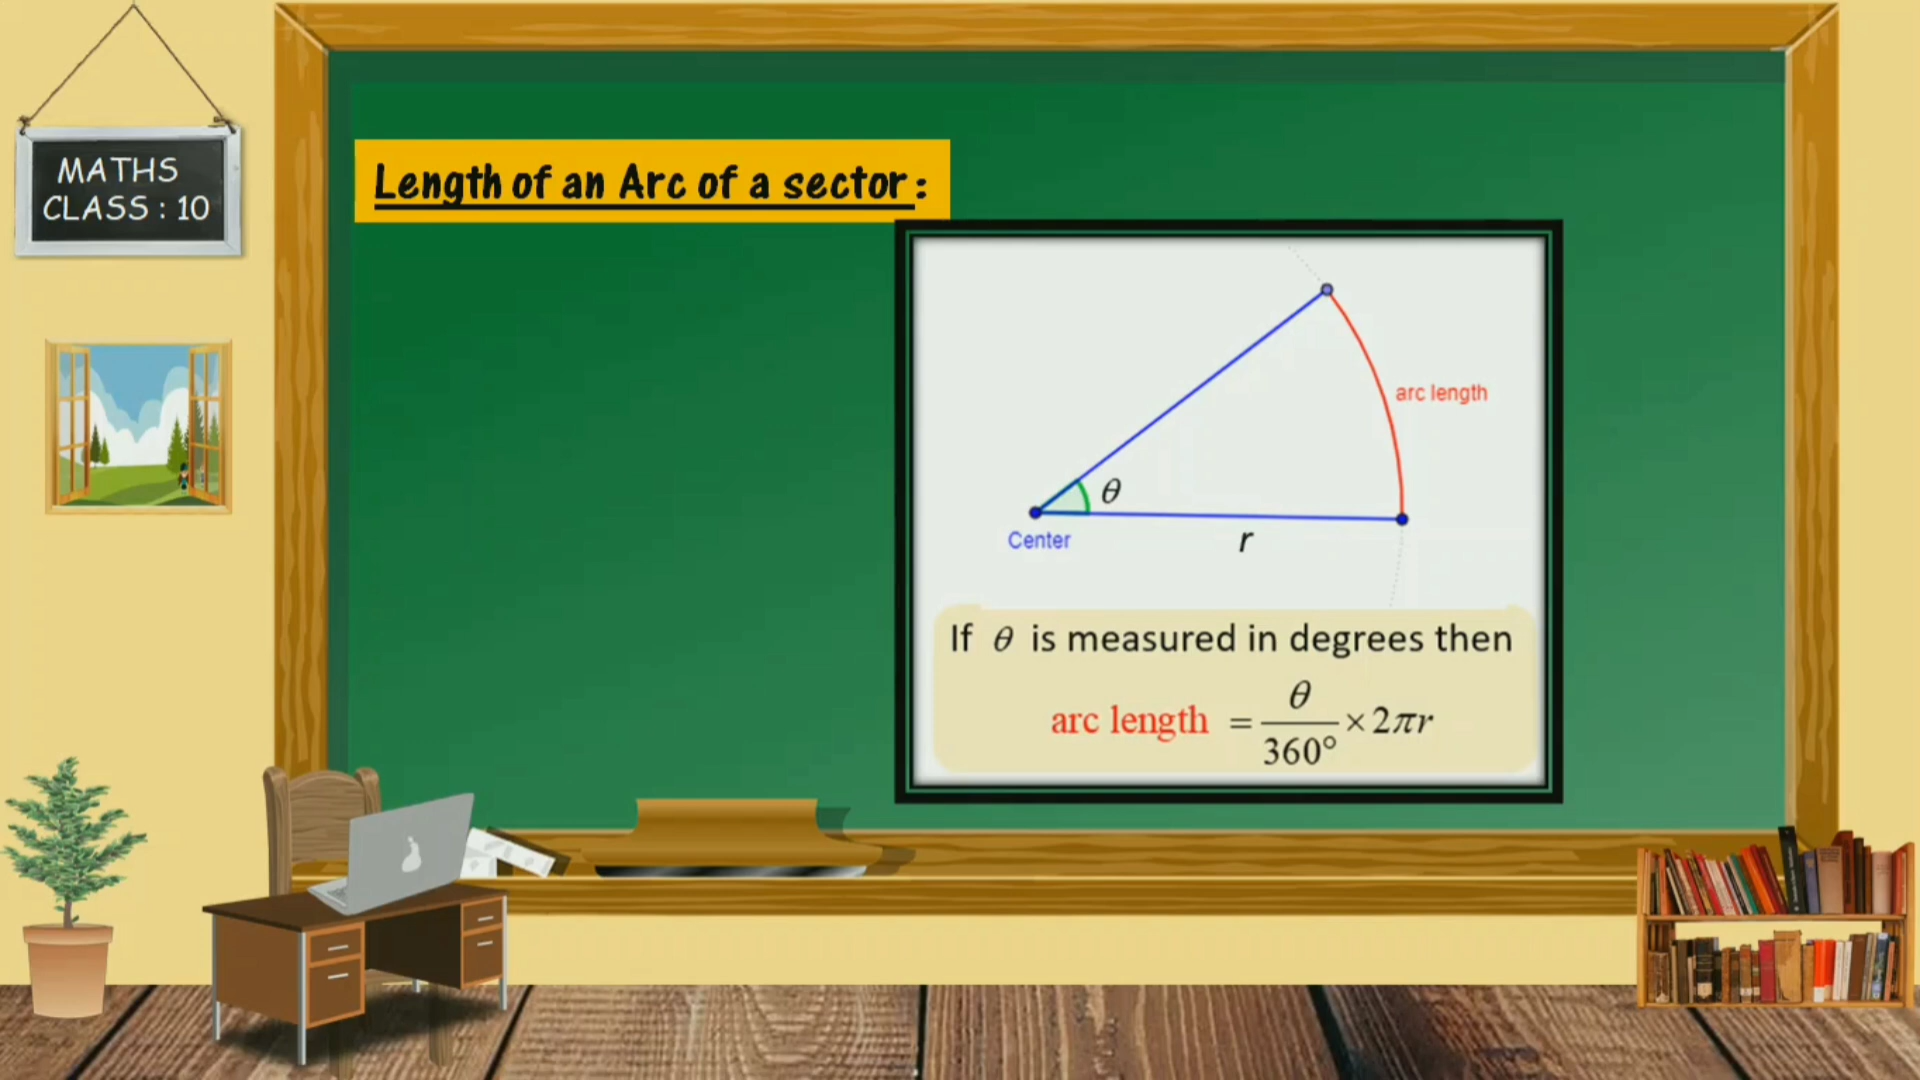 MATHS
CLASS : 10
Length of an Arc of a sector :
arc length
θ
Center
r
If θ is measured in degrees then
arc length = θ/360° × 2πr